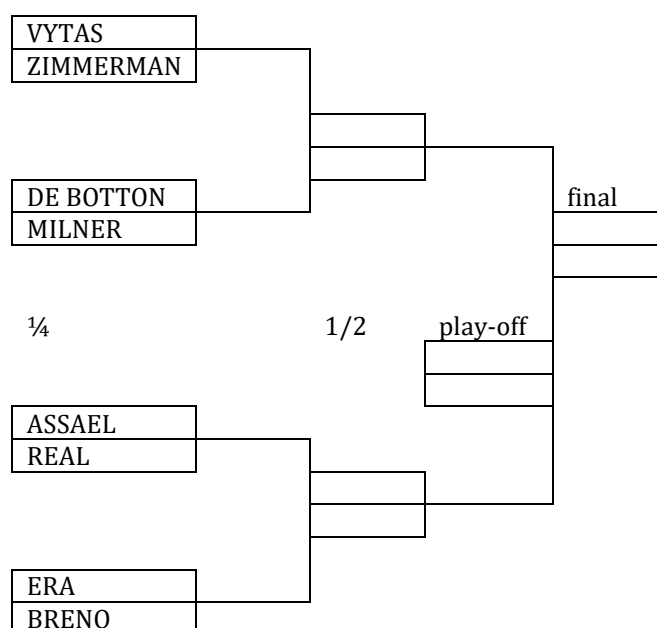 VYTAS
ZIMMERMAN
DE BOTTON
final
MILNER
¼ 1/2 play-off
ASSAEL
REAL
ERA
BRENO